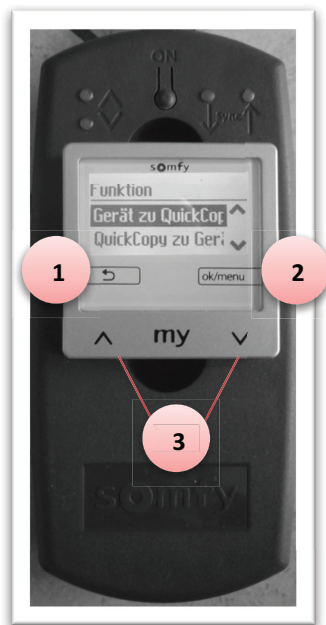 ON
sync
somfy
Funktion
Gerät zu QuickCop
QuickCopy zu Gerä
1
ok/menu
2
my
3
somfy